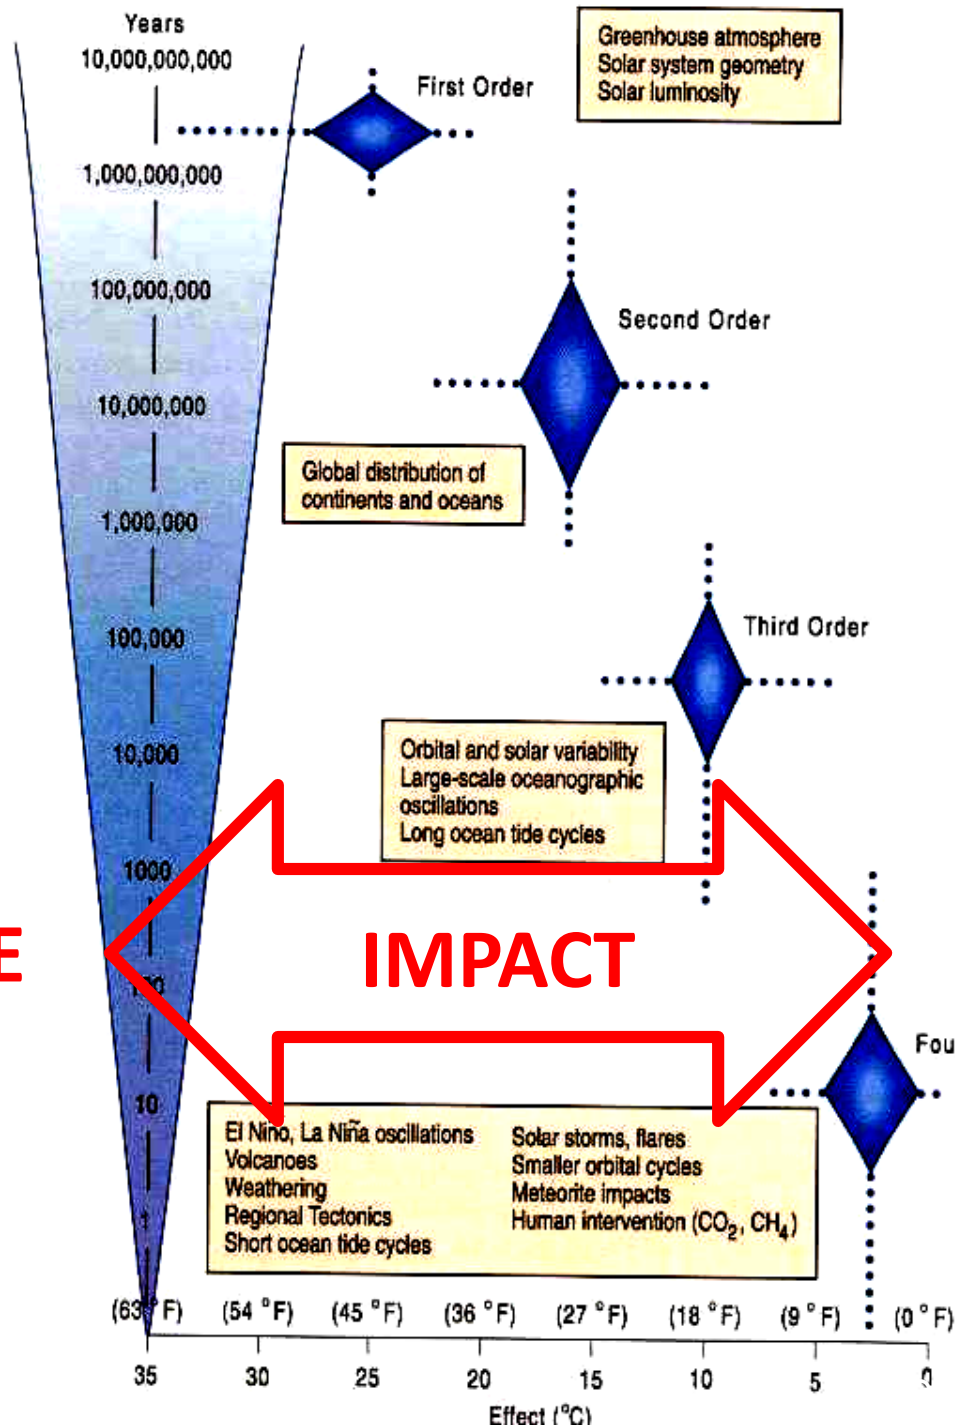 Years
10,000,000,000
First Order
Greenhouse atmosphere
Solar system geometry
Solar luminosity
1,000,000,000
100,000,000
Second Order
10,000,000
Global distribution of
continents and oceans
1,000,000
100,000
Third Order
10,000
Orbital and solar variability
Large-scale oceanographic
oscillations
Long ocean tide cycles
1000
E
IMPACT
100
Fou
10
El Niño, La Niña oscillations
Volcanoes
Weathering
Regional Tectonics
Short ocean tide cycles
Solar storms, flares
Smaller orbital cycles
Meteorite impacts
Human intervention (CO₂, CH₄)
1
(63 °F) (54 °F) (45 °F) (36 °F) (27 °F) (18 °F) (9 °F) (0 °F)
35 30 25 20 15 10 5 0
Effect (°C)